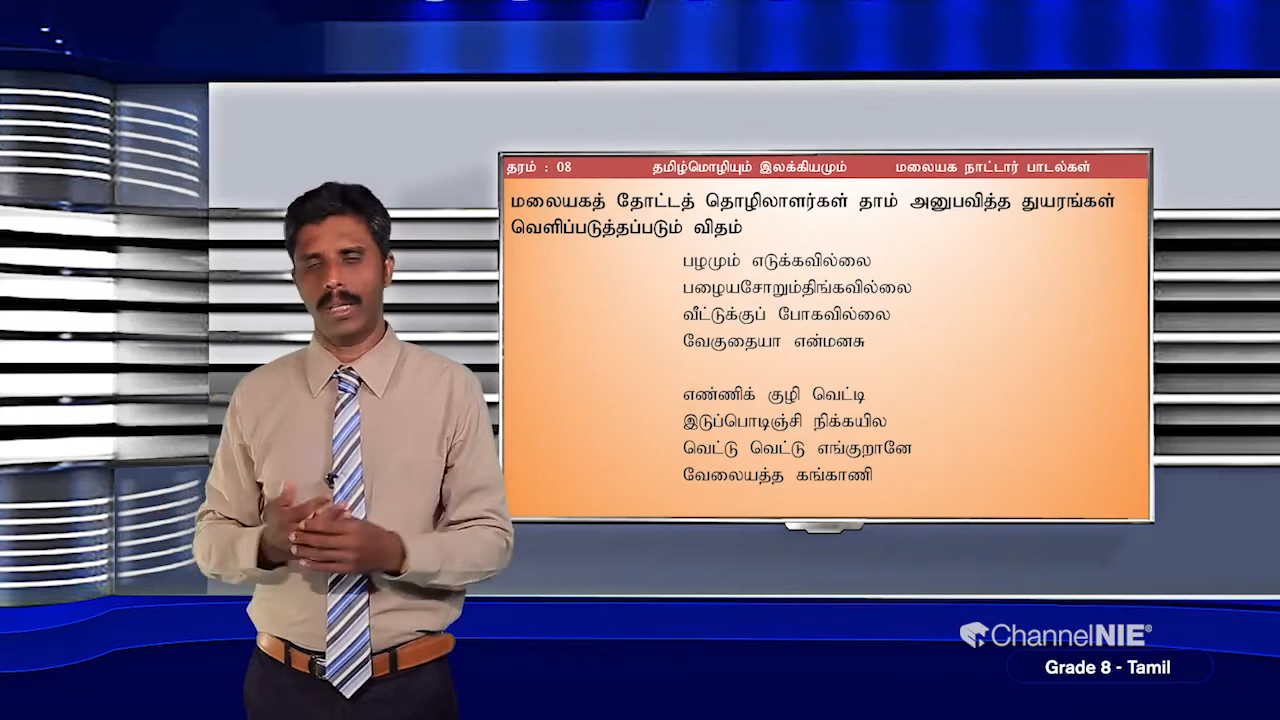 தரம் : 08 தமிழ்மொழியும் இலக்கியமும் மலையக நாட்டார் பாடல்கள்
மலையகத் தோட்டத் தொழிலாளர்கள் தாம் அனுபவித்த துயரங்கள்
வெளிப்படுத்தப்படும் விதம்
பழமும் எடுக்கவில்லை
பழையசோறும்திங்கவில்லை
வீட்டுக்குப் போகவில்லை
வேகுதையா என்மனசு
எண்ணிக் குழி வெட்டி
இடுப்பொடிஞ்சி நிக்கயில
வெட்டு வெட்டு எங்குறானே
வேலையத்த கங்காணி
ChannelNIE®
Grade 8 - Tamil